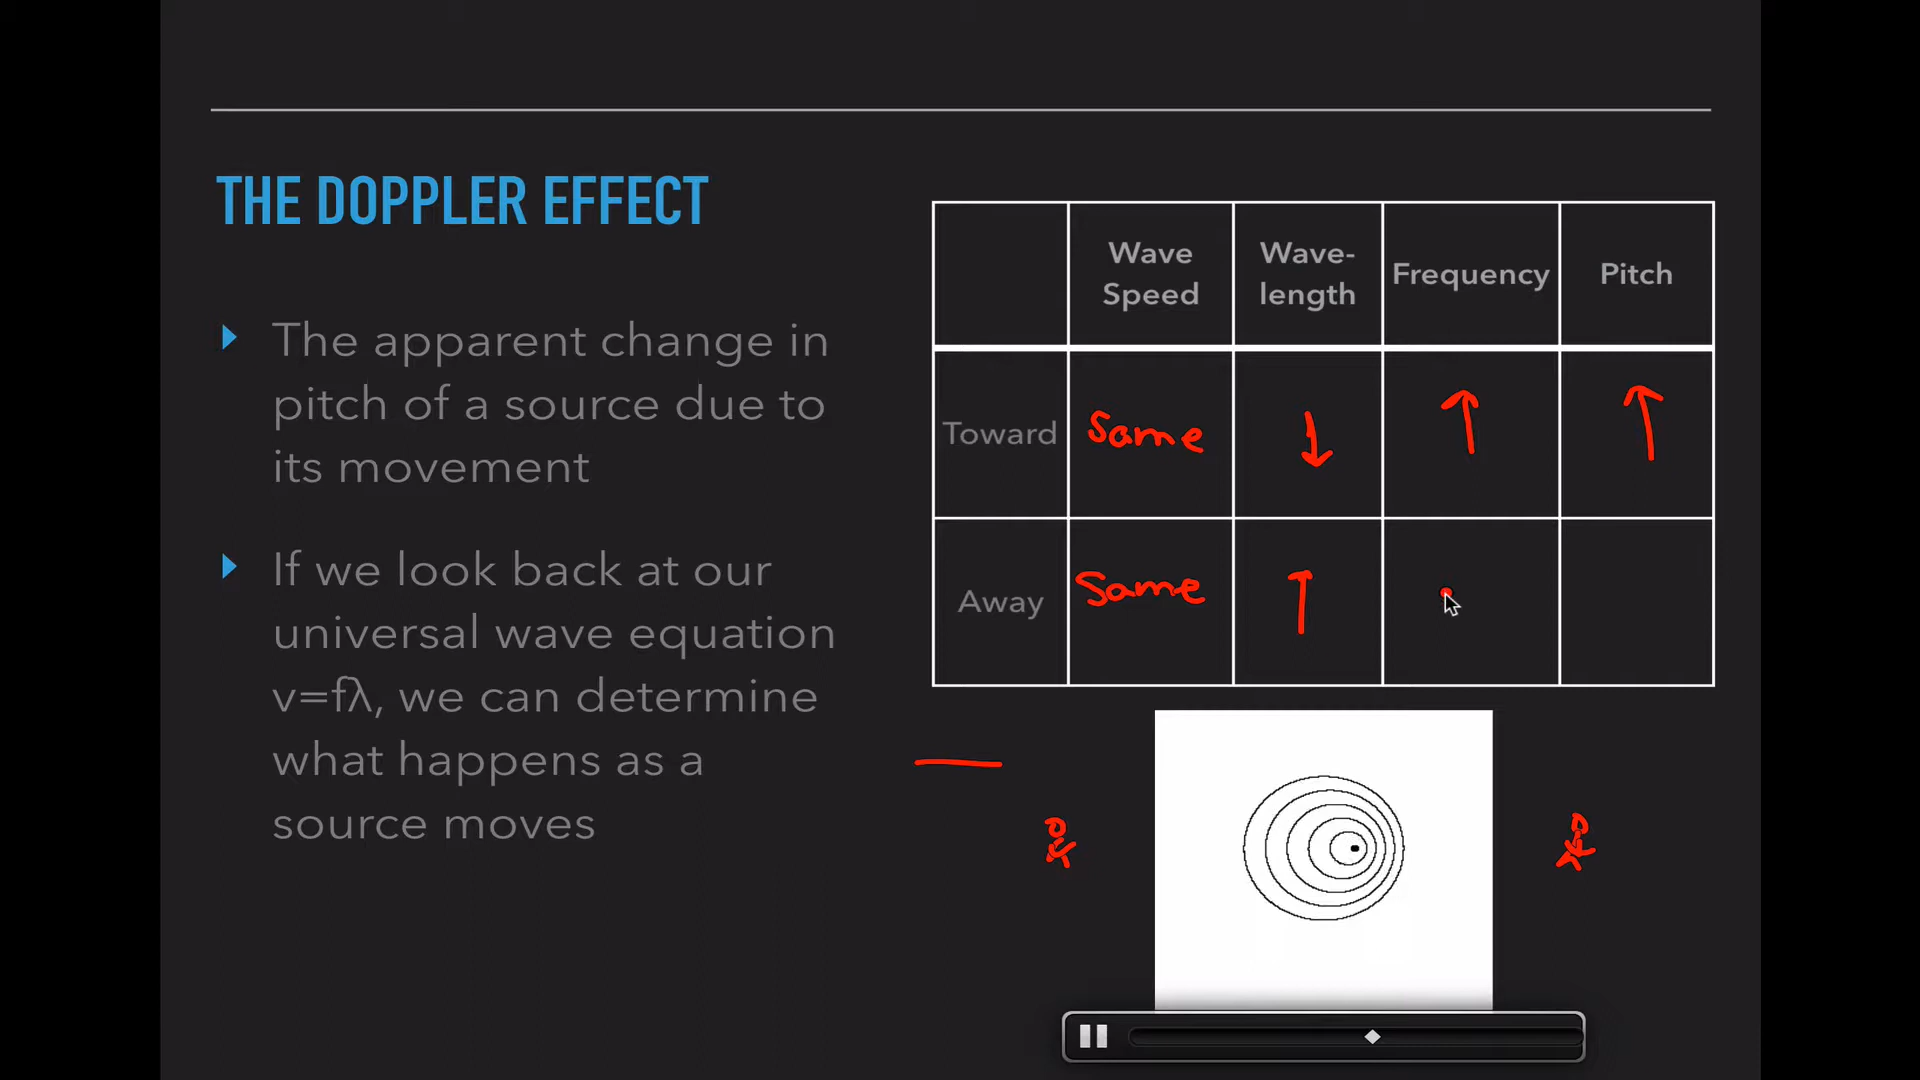 THE DOPPLER EFFECT
The apparent change in
pitch of a source due to
its movement
If we look back at our
universal wave equation
v=fλ, we can determine
what happens as a
source moves
Wave Speed Wave-length Frequency Pitch
Toward Same ↓ ↑ ↑
Away Same ↑